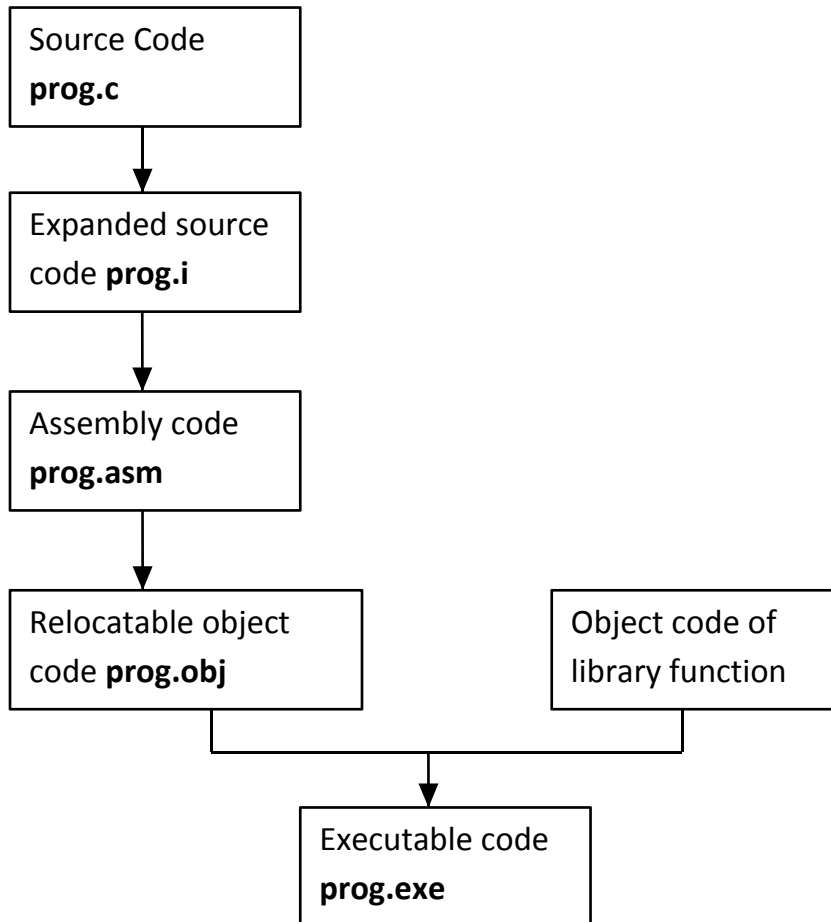 Source Code
prog.c
Expanded source
code prog.i
Assembly code
prog.asm
Relocatable object
code prog.obj
Object code of
library function
Executable code
prog.exe